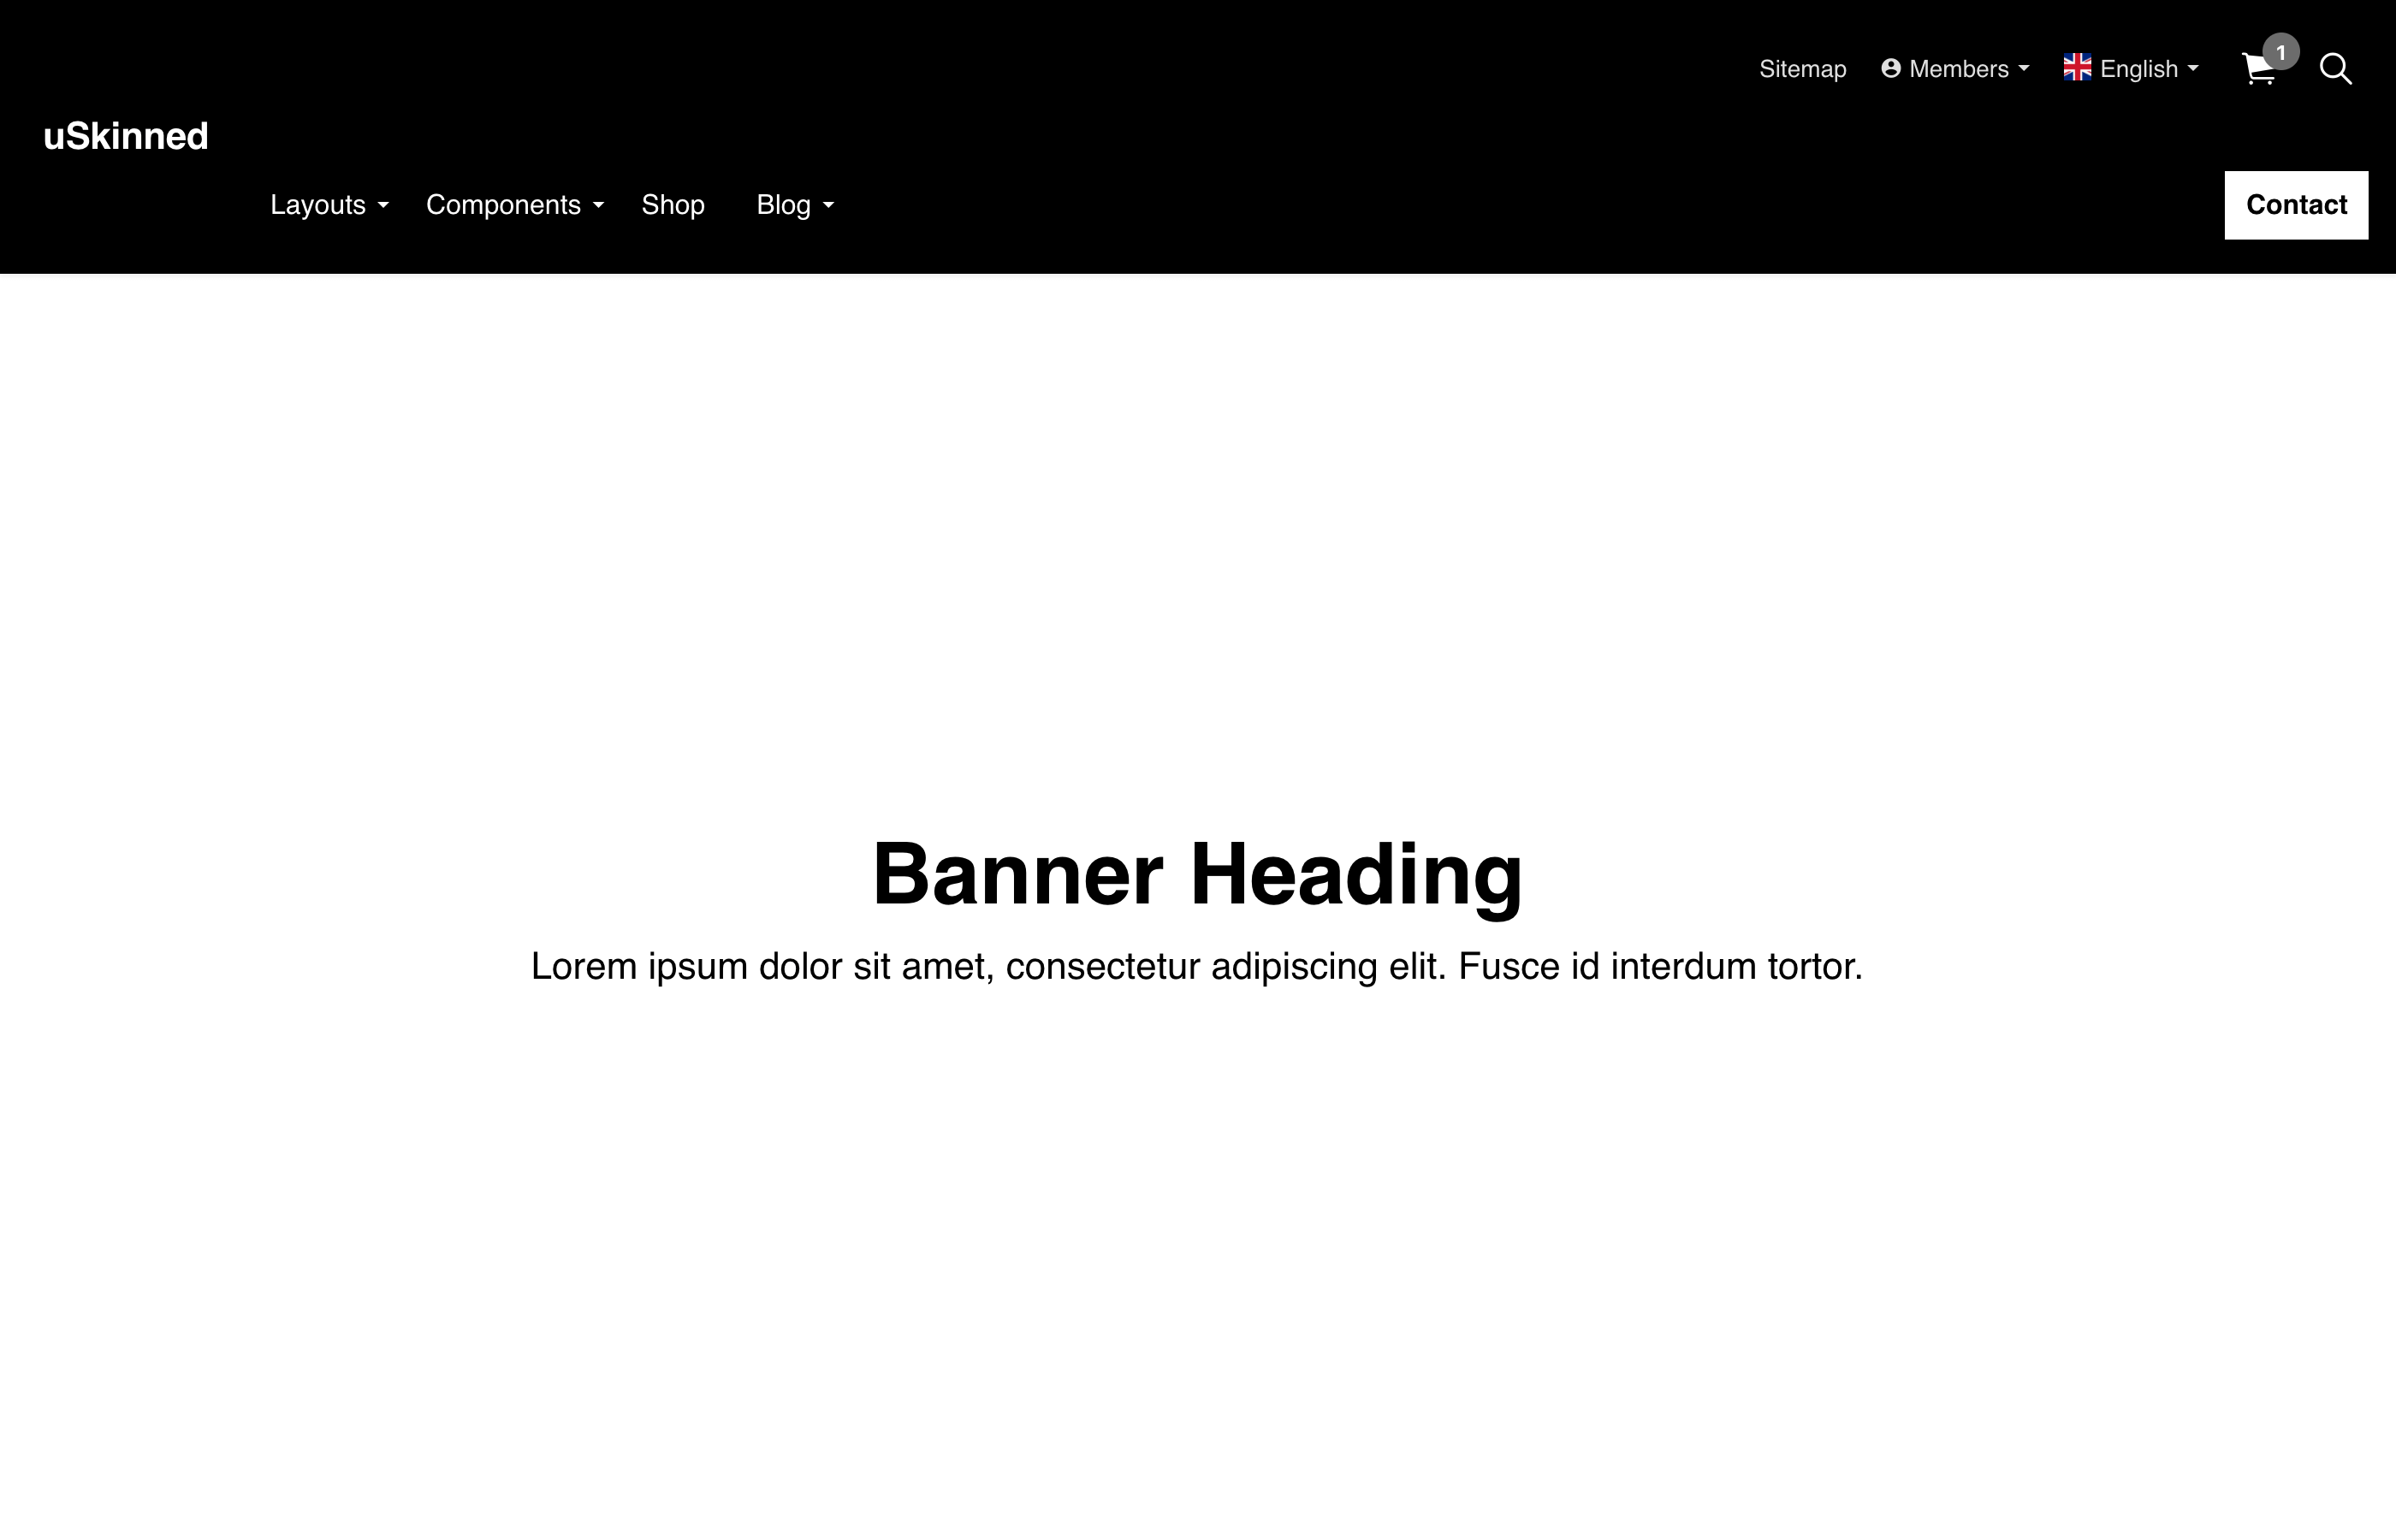 Sitemap Members English 1
uSkinned
Layouts Components Shop Blog Contact
Banner Heading
Lorem ipsum dolor sit amet, consectetur adipiscing elit. Fusce id interdum tortor.